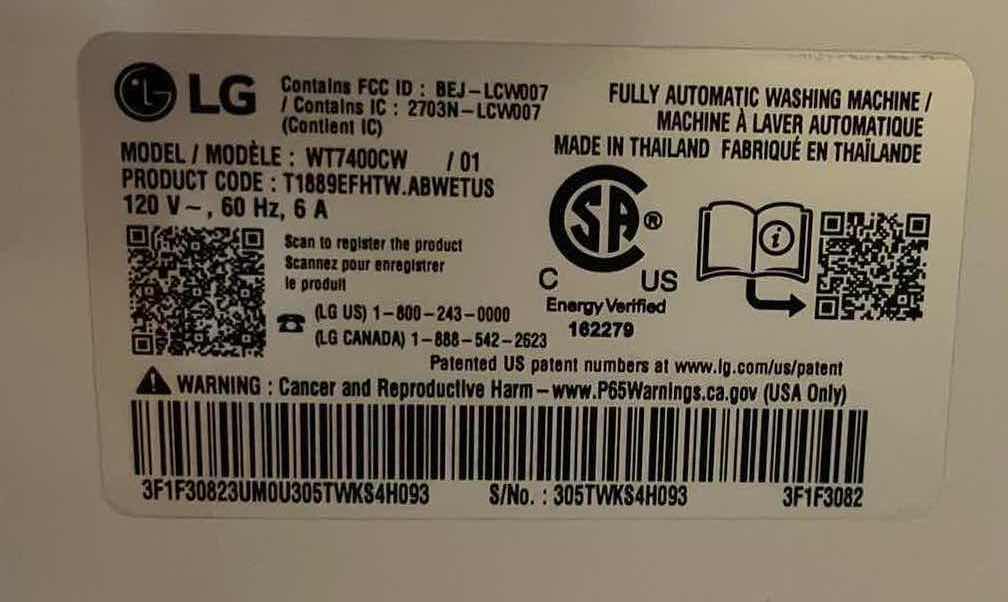 LG
Contains FCC ID : BEJ-LCW007
/ Contains IC : 2703N-LCW007
(Contient IC)
FULLY AUTOMATIC WASHING MACHINE /
MACHINE À LAVER AUTOMATIQUE
MADE IN THAILAND FABRIQUÉ EN THAÏLANDE
MODEL / MODÈLE : WT7400CW / 01
PRODUCT CODE : T1889EFHTW.ABWETUS
120 V~, 60 Hz, 6 A
Scan to register the product
Scannez pour enregistrer
le produit
(LG US) 1-800-243-0000
(LG CANADA) 1-888-542-2623
CSA®
C US
Energy Verified
162279
i
Patented US patent numbers at www.lg.com/us/patent
WARNING : Cancer and Reproductive Harm-www.P65Warnings.ca.gov (USA Only)
3F1F30823UM0U305TWKS4H093 S/No. : 305TWKS4H093 3F1F3082